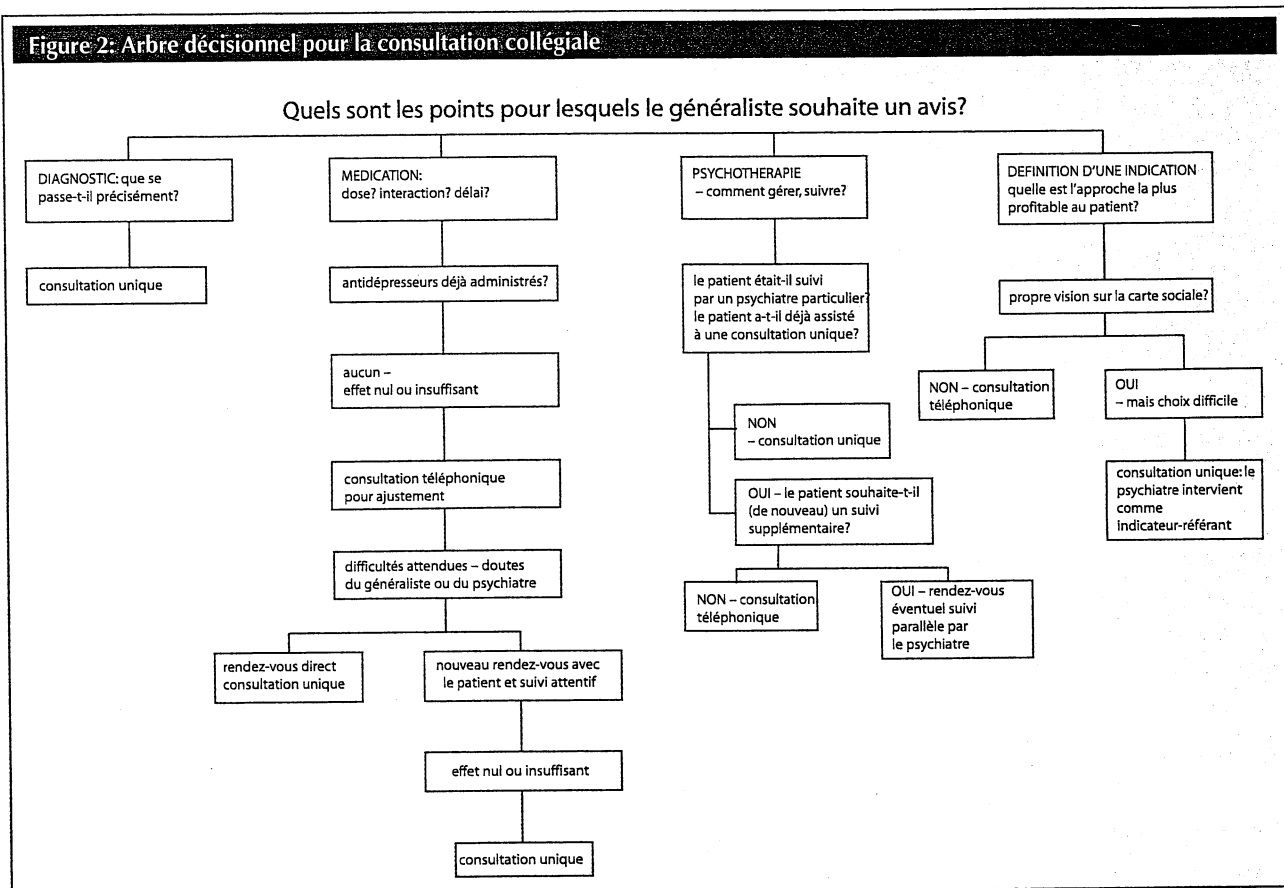 Figure 2: Arbre décisionnel pour la consultation collégiale
Quels sont les points pour lesquels le généraliste souhaite un avis?
DIAGNOSTIC: que se
passe-t-il précisément?
consultation unique
MEDICATION:
dose? interaction? délai?
antidépresseurs déjà administrés?
aucun –
effet nul ou insuffisant
consultation téléphonique
pour ajustement
difficultés attendues – doutes
du généraliste ou du psychiatre
rendez-vous direct
consultation unique
nouveau rendez-vous avec
le patient et suivi attentif
effet nul ou insuffisant
consultation unique
PSYCHOTHERAPIE
– comment gérer, suivre?
le patient était-il suivi
par un psychiatre particulier?
le patient a-t-il déjà assisté
à une consultation unique?
NON
– consultation unique
OUI – le patient souhaite-t-il
(de nouveau) un suivi
supplémentaire?
NON – consultation
téléphonique
OUI – rendez-vous
éventuel suivi
parallèle par
le psychiatre
DEFINITION D'UNE INDICATION
quelle est l'approche la plus
profitable au patient?
propre vision sur la carte sociale?
NON – consultation
téléphonique
OUI
– mais choix difficile
consultation unique: le
psychiatre intervient
comme
indicateur-référant